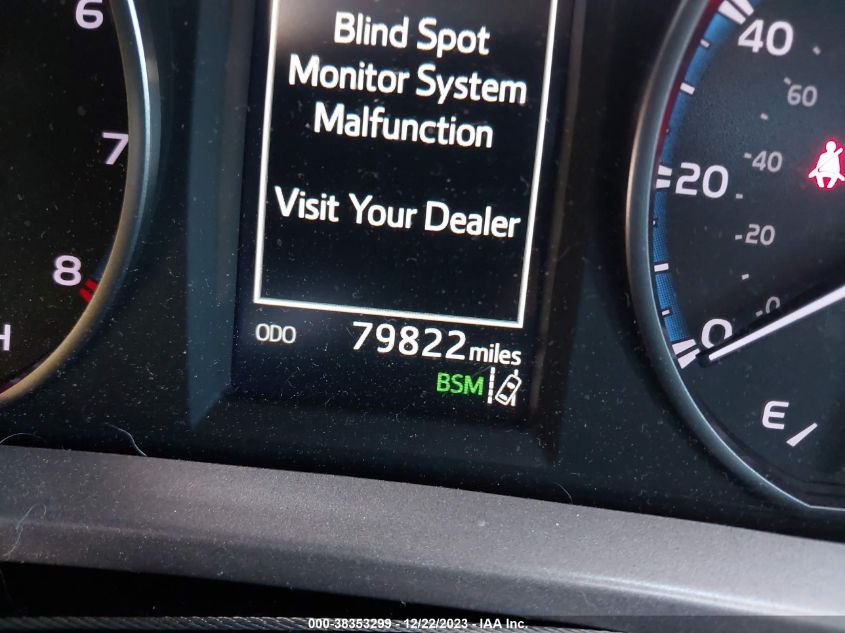 6
7
8
H
Blind Spot
Monitor System
Malfunction
Visit Your Dealer
ODO 79822 miles
BSM
40
60
20
40
20
0
0
E
000-38353299 - 12/22/2023 - IAA Inc.